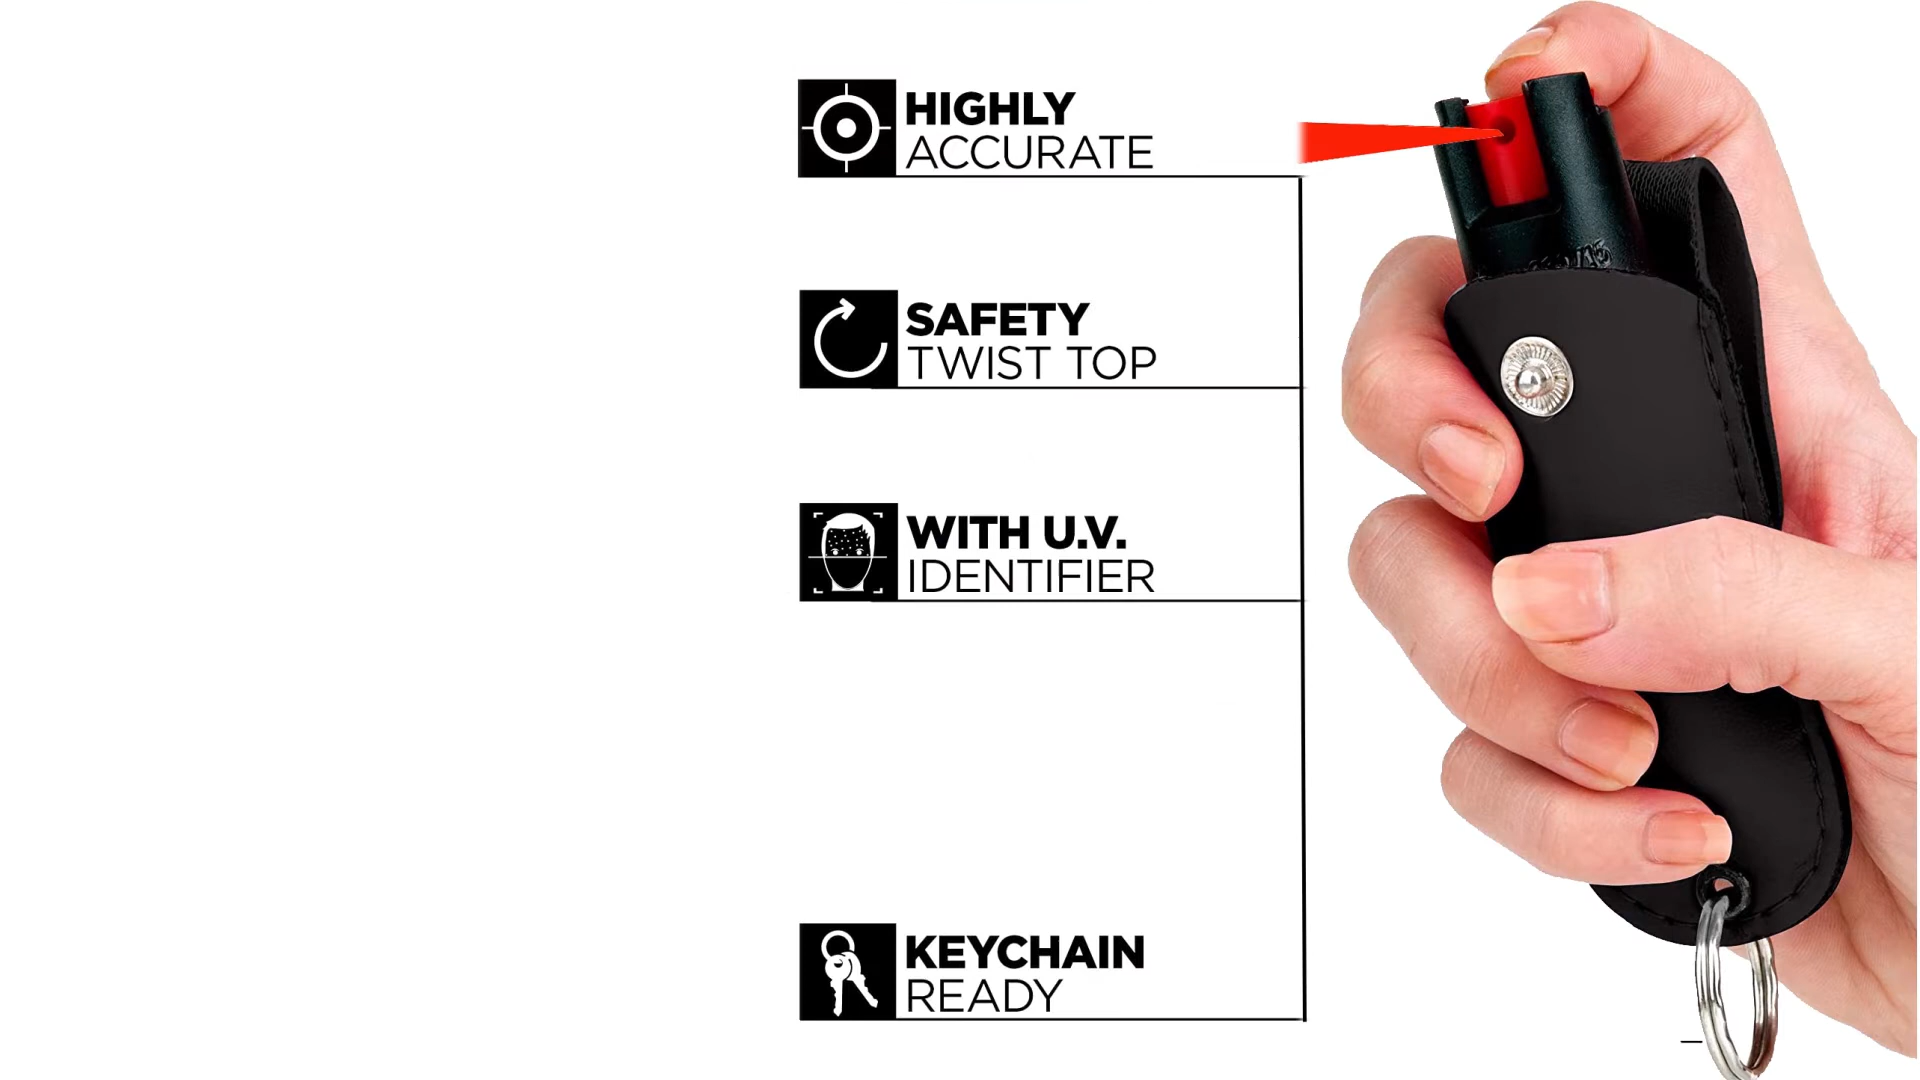 HIGHLY
ACCURATE
SAFETY
TWIST TOP
WITH U.V.
IDENTIFIER
KEYCHAIN
READY